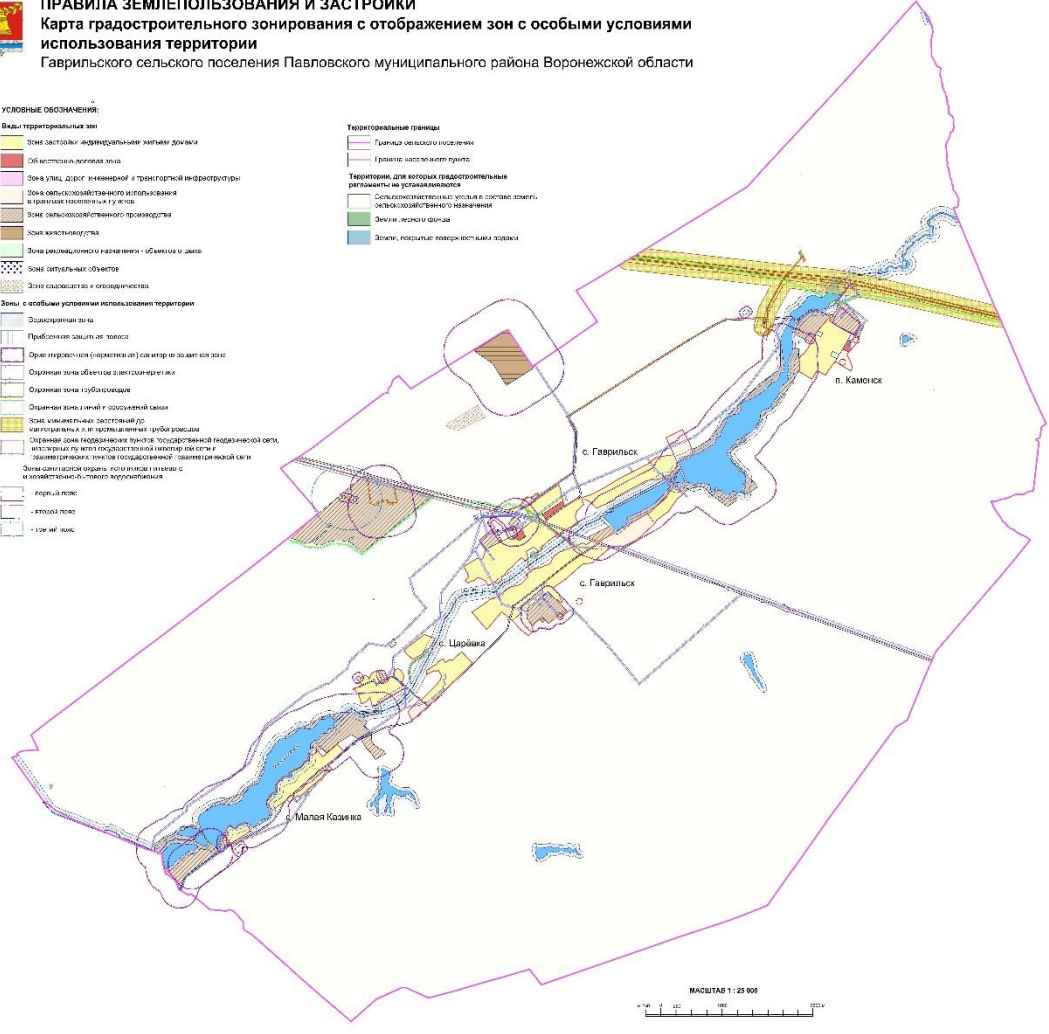 ПРАВИЛА ЗЕМЛЕПОЛЬЗОВАНИЯ И ЗАСТРОЙКИ
Карта градостроительного зонирования с отображением зон с особыми условиями
использования территории
Гаврильского сельского поселения Павловского муниципального района Воронежской области
УСЛОВНЫЕ ОБОЗНАЧЕНИЯ:
Виды территориальных зон
Зона застройки индивидуальными жилыми домами
Общественно-деловая зона
Зона улиц, дорог, инженерной и транспортной инфраструктуры
Зона сельскохозяйственного использования
в границах населенных пунктов
Зона сельскохозяйственного производства
Зона животноводства
Зона рекреационного назначения - объектов отдыха
Зона ритуальных объектов
Зона садоводства и огородничества
Зоны с особыми условиями использования территории
Водоохранная зона
Прибрежная защитная полоса
Ориентировочная (нормативная) санитарно защитная зона
Охранная зона объектов электроэнергетики
Охранная зона трубопроводов
Охранная зона линий и сооружений связи
Зона минимальных расстояний до
магистральных или промышленных трубопроводов
Охранная зона геодезических пунктов государственной геодезической сети,
нивелирных пунктов государственной нивелирной сети и
гравиметрических пунктов государственной гравиметрической сети
Зоны санитарной охраны источников питьевого
и хозяйственно-бытового водоснабжения
- первый пояс
- второй пояс
- третий пояс
Территориальные границы
Граница сельского поселения
Граница населенного пункта
Территории, для которых градостроительные
регламенты не устанавливаются
Сельскохозяйственные угодья в составе земель
сельскохозяйственного назначения
Земли лесного фонда
Земли, покрытые поверхностными водами
п. Каменск
с. Гаврильск
с. Гаврильск
с. Царёвка
с. Малая Казинка
МАСШТАБ 1 : 25 000